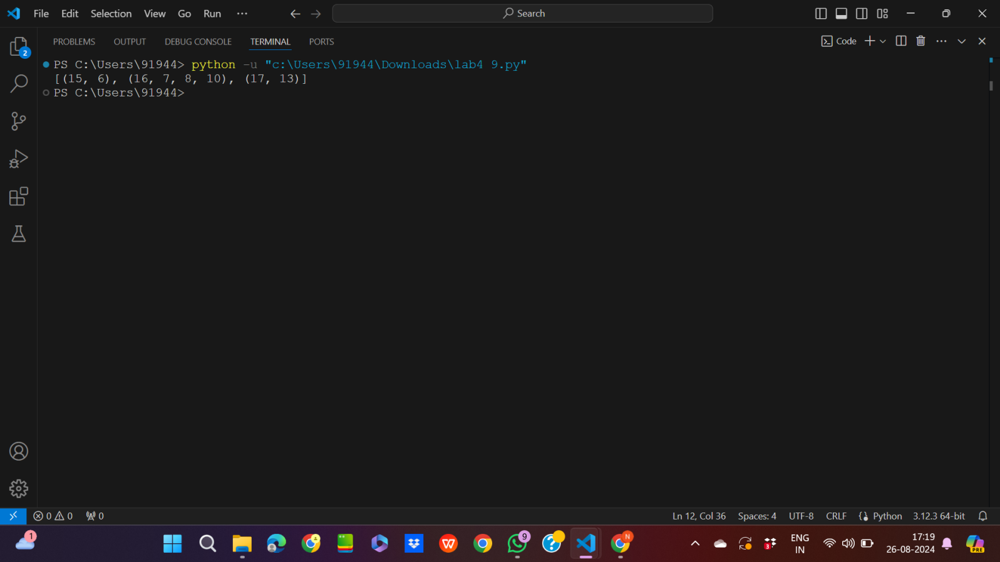 File Edit Selection View Go Run ··· Search
PROBLEMS OUTPUT DEBUG CONSOLE TERMINAL PORTS Code
2
PS C:\Users\91944> python -u "c:\Users\91944\Downloads\lab4 9.py"
[(15, 6), (16, 7, 8, 10), (17, 13)]
PS C:\Users\91944>
0 0 0 Ln 12, Col 36 Spaces: 4 UTF-8 CRLF {} Python 3.12.3 64-bit
1 W 9 ? N 3 ENG 17:19
IN 26-08-2024 PRE